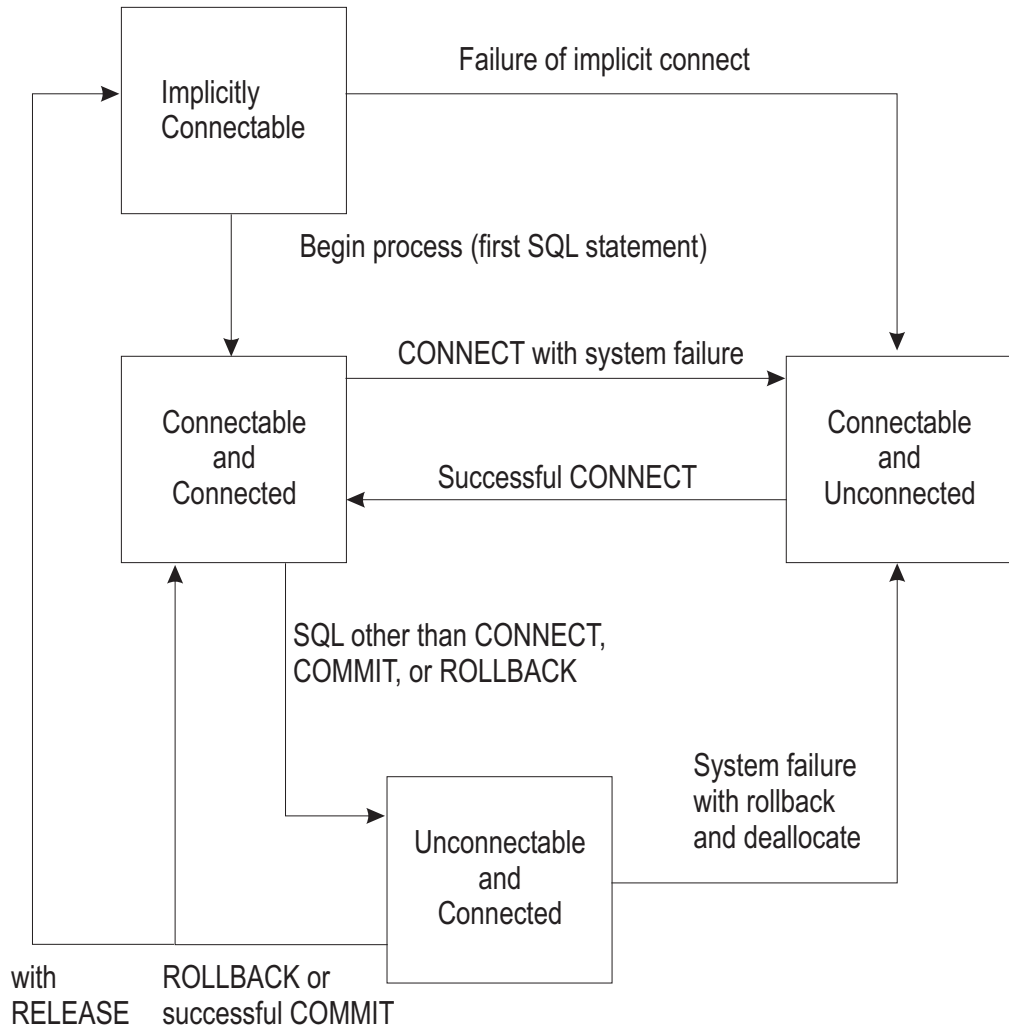 Failure of implicit connect
Implicitly
Connectable
Begin process (first SQL statement)
CONNECT with system failure
Connectable
and
Connected
Connectable
and
Unconnected
Successful CONNECT
SQL other than CONNECT,
COMMIT, or ROLLBACK
System failure
with rollback
and deallocate
Unconnectable
and
Connected
with
RELEASE
ROLLBACK or
successful COMMIT